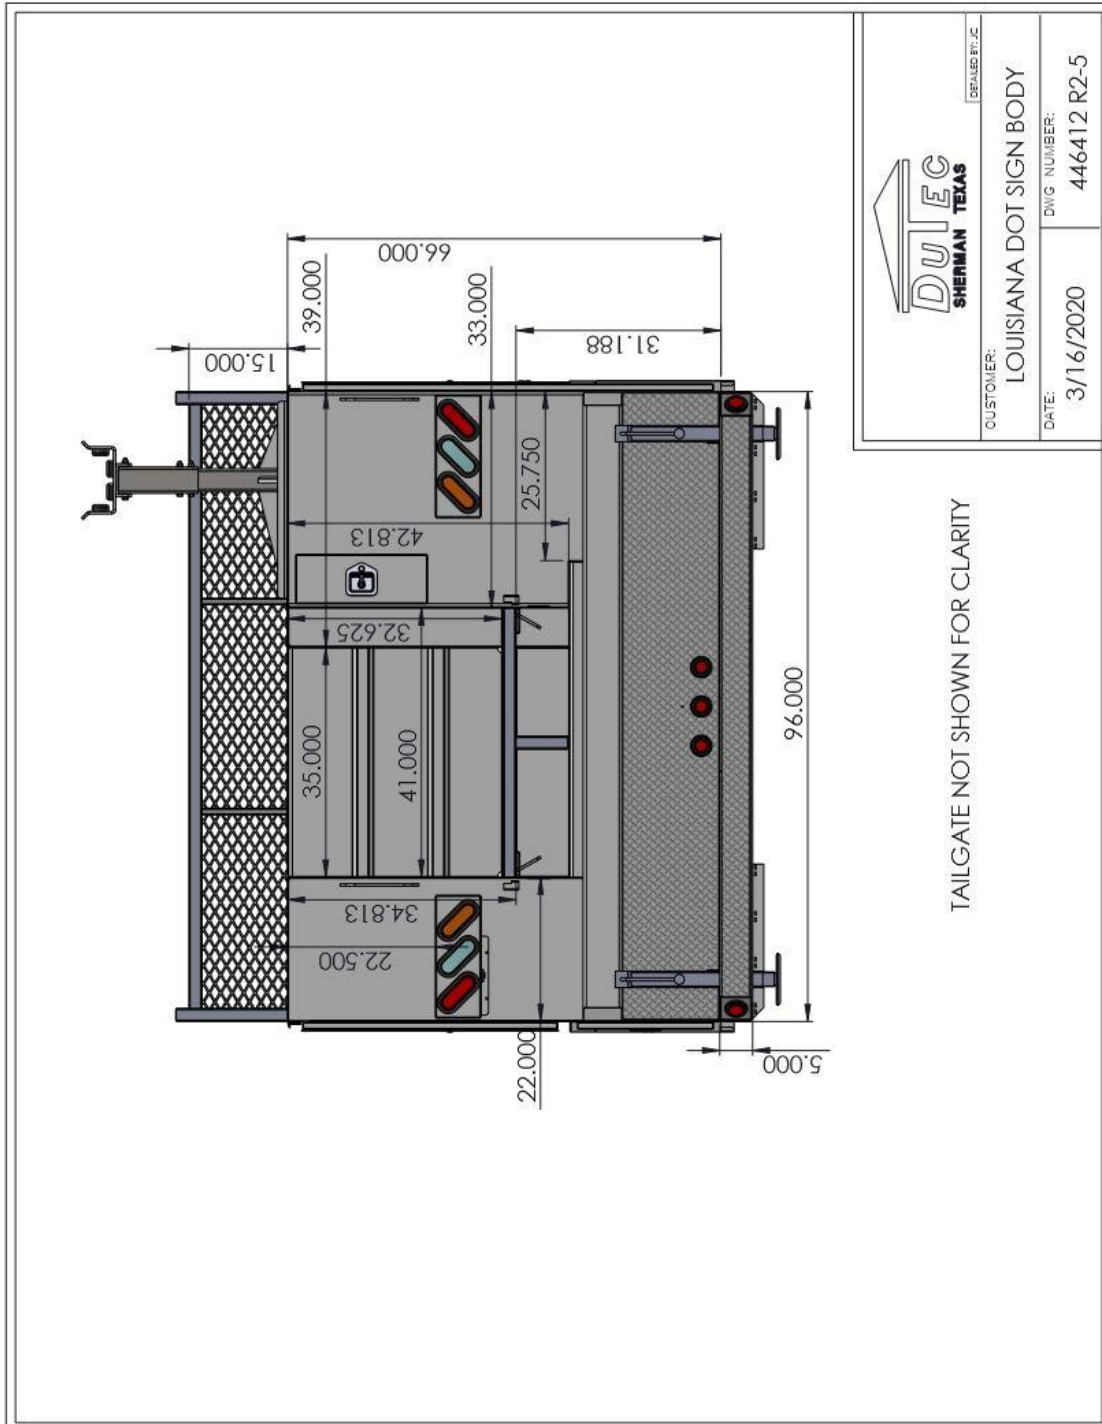 15.000
39.000
66.000
33.000
31.188
25.750
42.813
32.625
35.000
41.000
34.813
22.500
22.000
96.000
5.000
TAILGATE NOT SHOWN FOR CLARITY
DUTEC
SHERMAN TEXAS
DETAILED BY: JC
CUSTOMER:
LOUISIANA DOT SIGN BODY
DATE:
3/16/2020
DWG NUMBER:
446412 R2-5